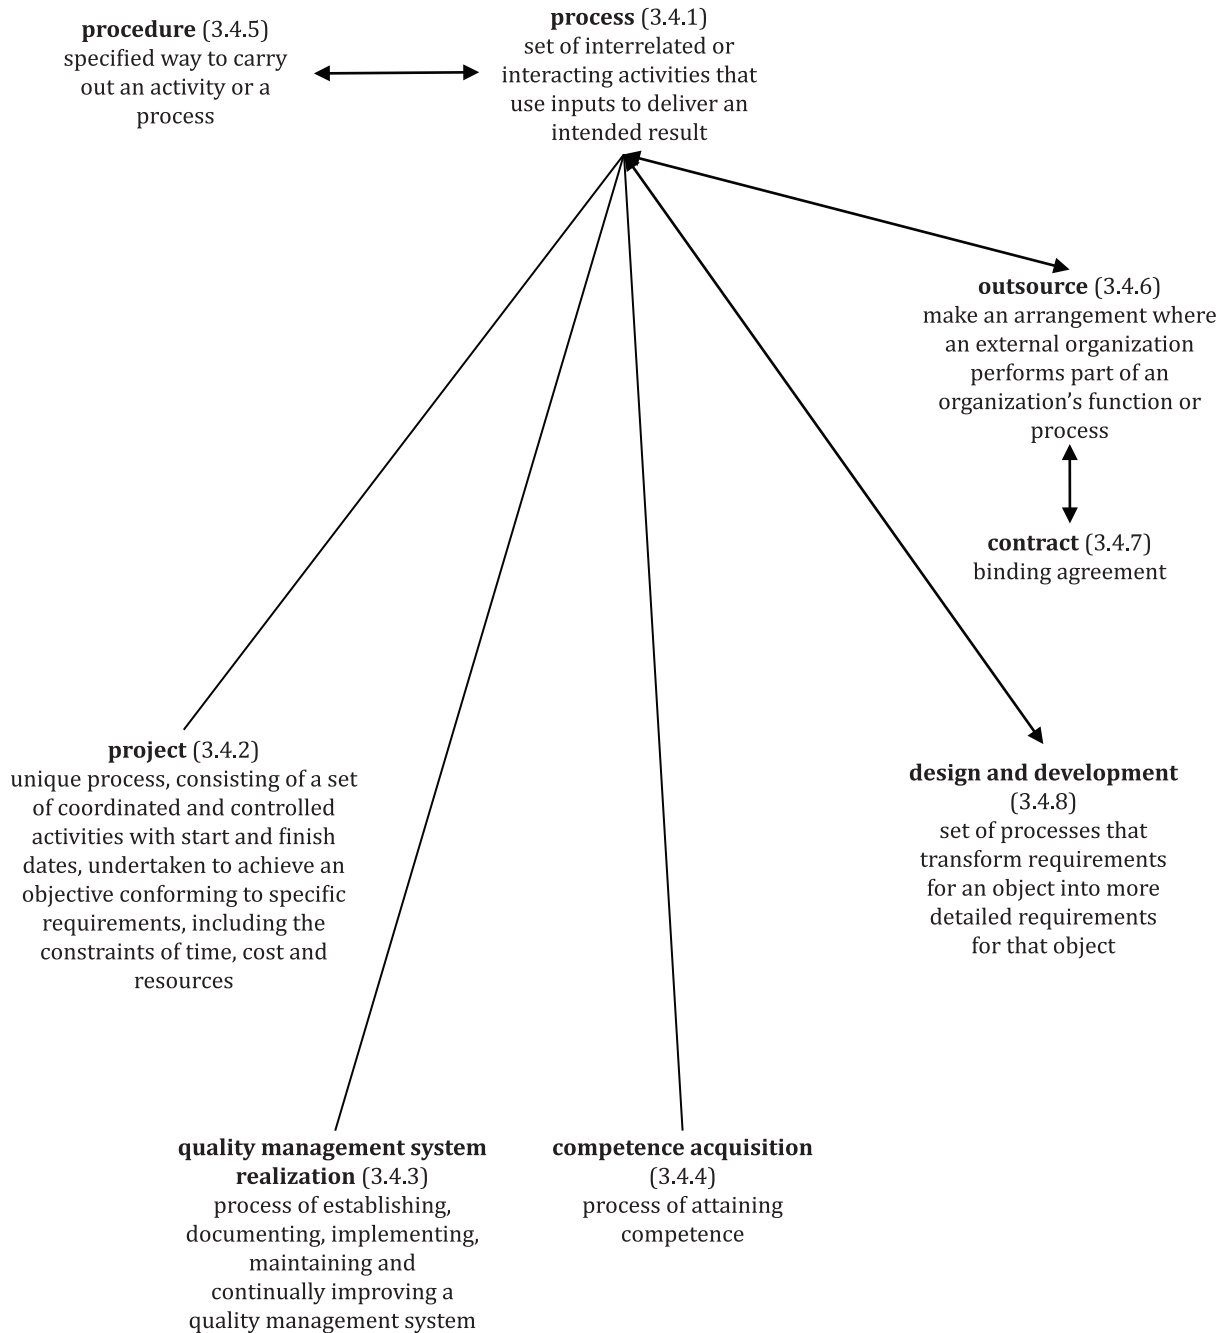 procedure (3.4.5)
specified way to carry
out an activity or a
process
process (3.4.1)
set of interrelated or
interacting activities that
use inputs to deliver an
intended result
outsource (3.4.6)
make an arrangement where
an external organization
performs part of an
organization’s function or
process
contract (3.4.7)
binding agreement
project (3.4.2)
unique process, consisting of a set
of coordinated and controlled
activities with start and finish
dates, undertaken to achieve an
objective conforming to specific
requirements, including the
constraints of time, cost and
resources
design and development
(3.4.8)
set of processes that
transform requirements
for an object into more
detailed requirements
for that object
quality management system
realization (3.4.3)
process of establishing,
documenting, implementing,
maintaining and
continually improving a
quality management system
competence acquisition
(3.4.4)
process of attaining
competence